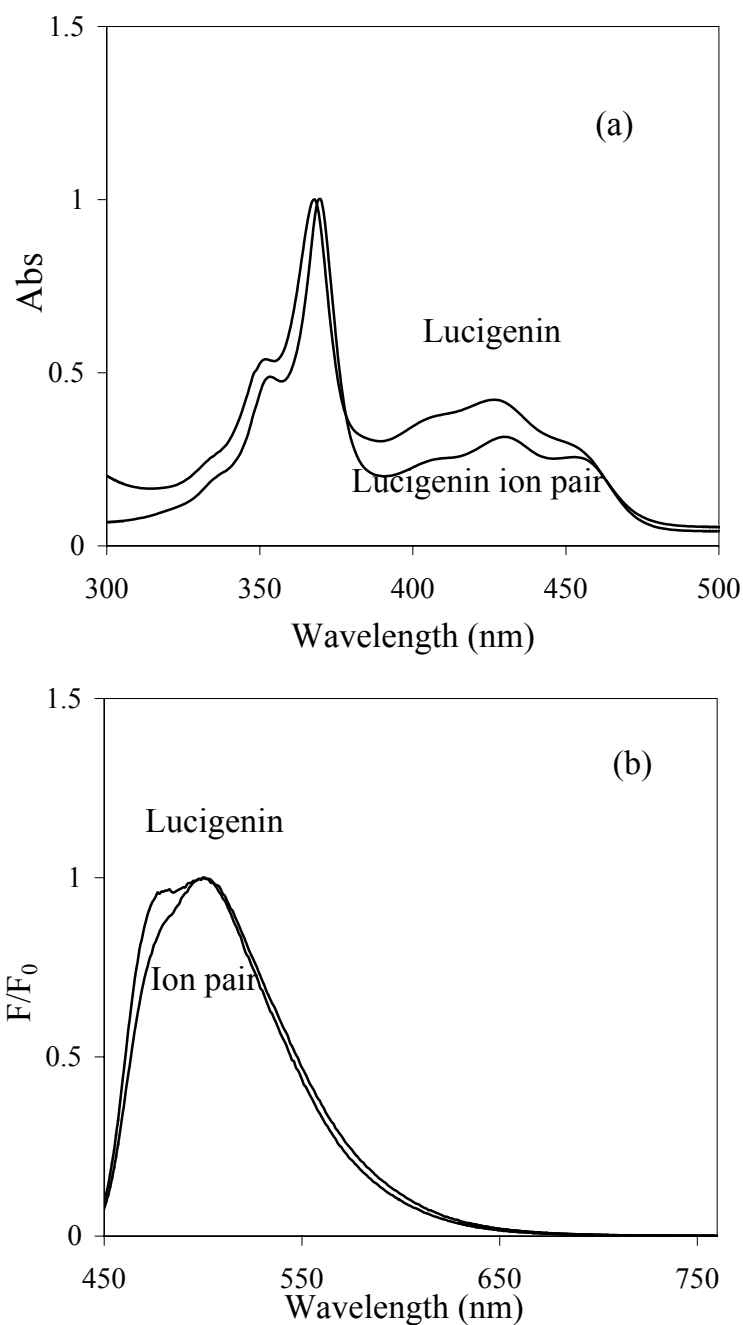 1.5
(a)
1
Abs
Lucigenin
0.5
Lucigenin ion pair
0
300 350 400 450 500
Wavelength (nm)
1.5
(b)
Lucigenin
1
Ion pair
F/F0
0.5
0
450 550 650 750
Wavelength (nm)